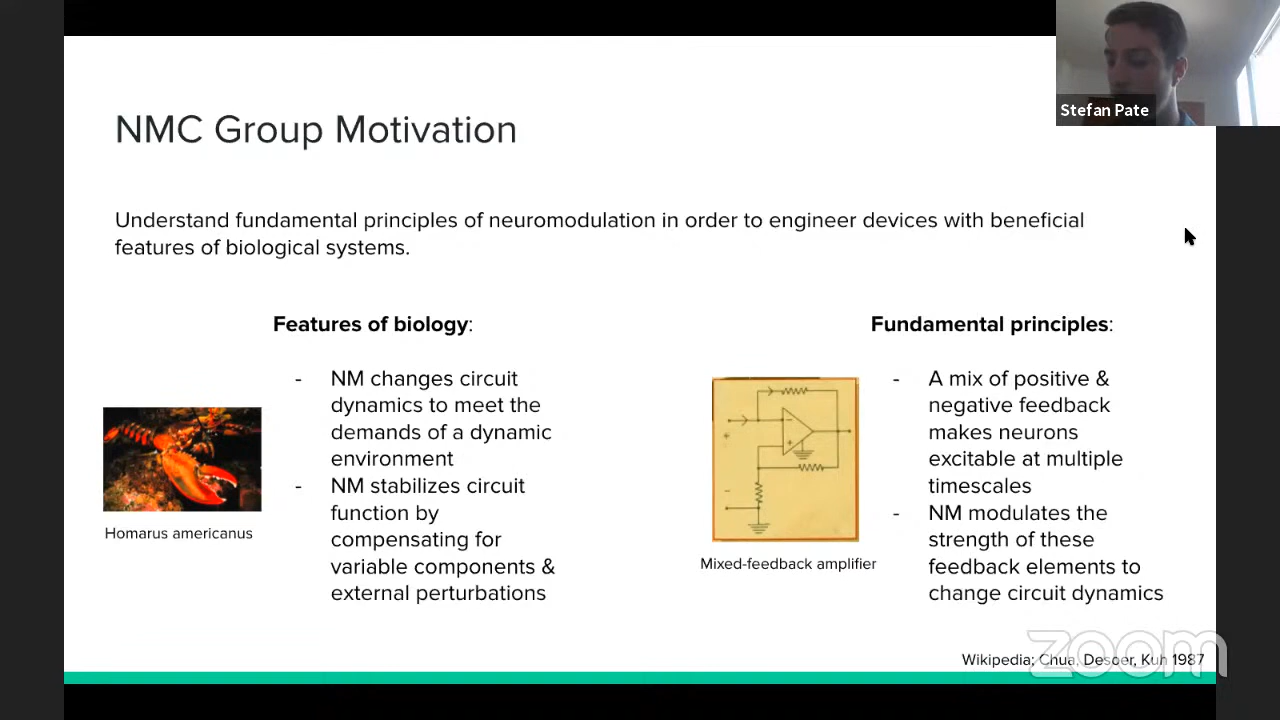 Stefan Pate
NMC Group Motivation
Understand fundamental principles of neuromodulation in order to engineer devices with beneficial
features of biological systems.
Features of biology:
- NM changes circuit
dynamics to meet the
demands of a dynamic
environment
- NM stabilizes circuit
function by
compensating for
variable components &
external perturbations
Homarus americanus
Fundamental principles:
- A mix of positive &
negative feedback
makes neurons
excitable at multiple
timescales
- NM modulates the
strength of these
feedback elements to
change circuit dynamics
Mixed-feedback amplifier
Wikipedia; Chua, Desoer, Kuh 1987
zoom